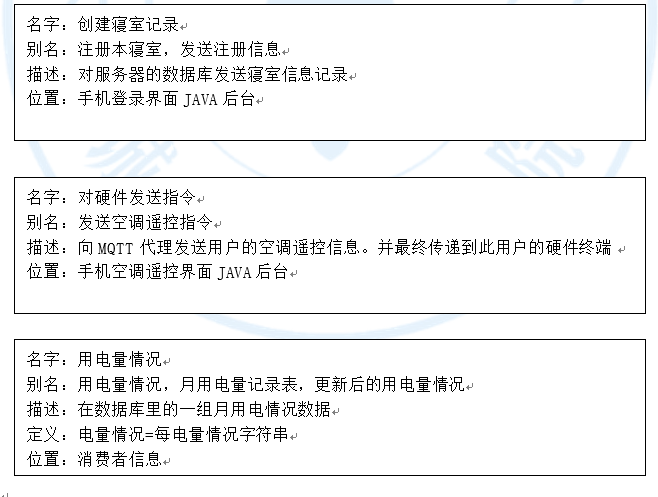 名字：创建寝室记录
别名：注册本寝室，发送注册信息
描述：对服务器的数据库发送寝室信息记录
位置：手机登录界面 JAVA 后台
名字：对硬件发送指令
别名：发送空调遥控指令
描述：向 MQTT 代理发送用户的空调遥控信息。并最终传递到此用户的硬件终端
位置：手机空调遥控界面 JAVA 后台
名字：用电量情况
别名：用电量情况，月用电量记录表，更新后的用电量情况
描述：在数据库里的一组月用电情况数据
定义：电量情况=每电量情况字符串
位置：消费者信息